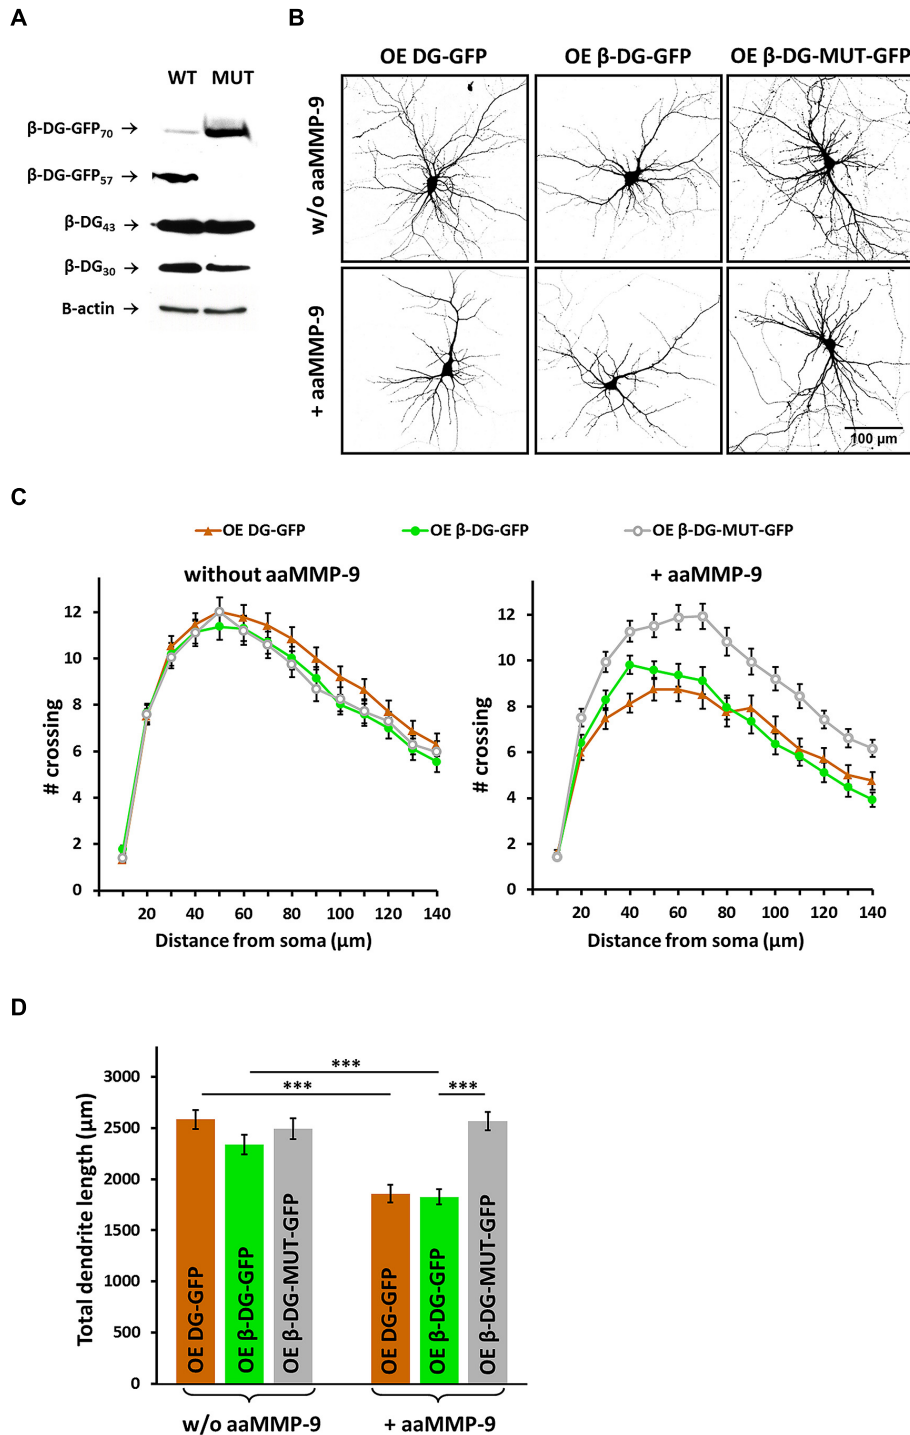 A
WT MUT
β-DG-GFP70 →
β-DG-GFP57 →
β-DG43 →
β-DG30 →
B-actin →
B
OE DG-GFP OE β-DG-GFP OE β-DG-MUT-GFP
w/o aaMMP-9
+ aaMMP-9
100 µm
C
OE DG-GFP OE β-DG-GFP OE β-DG-MUT-GFP
without aaMMP-9
# crossing
12
10
8
6
4
2
0
20 40 60 80 100 120 140
Distance from soma (µm)
+ aaMMP-9
# crossing
12
10
8
6
4
2
0
20 40 60 80 100 120 140
Distance from soma (µm)
D
Total dendrite length (µm)
3000
2500
2000
1500
1000
500
0
***
*** ***
OE DG-GFP
OE β-DG-GFP
OE β-DG-MUT-GFP
OE DG-GFP
OE β-DG-GFP
OE β-DG-MUT-GFP
w/o aaMMP-9 + aaMMP-9